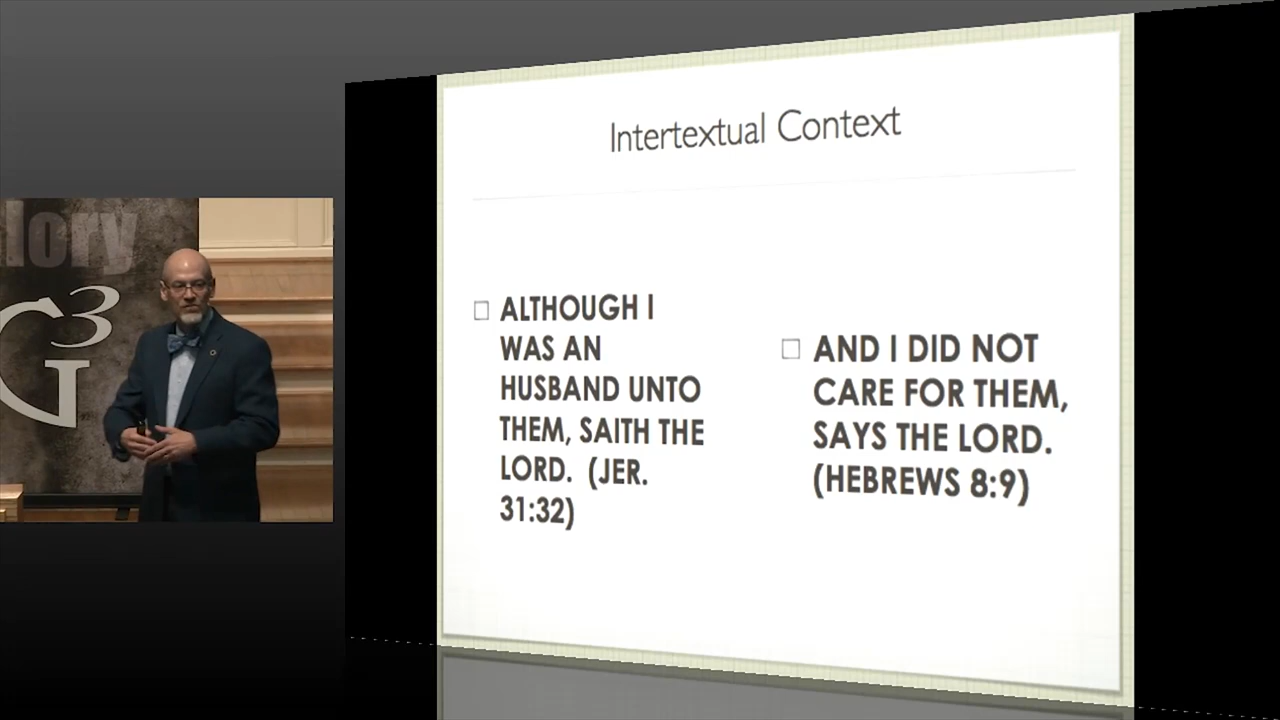 lory
G3
Intertextual Context
ALTHOUGH I
WAS AN
HUSBAND UNTO
THEM, SAITH THE
LORD. (JER.
31:32)
AND I DID NOT
CARE FOR THEM,
SAYS THE LORD.
(HEBREWS 8:9)